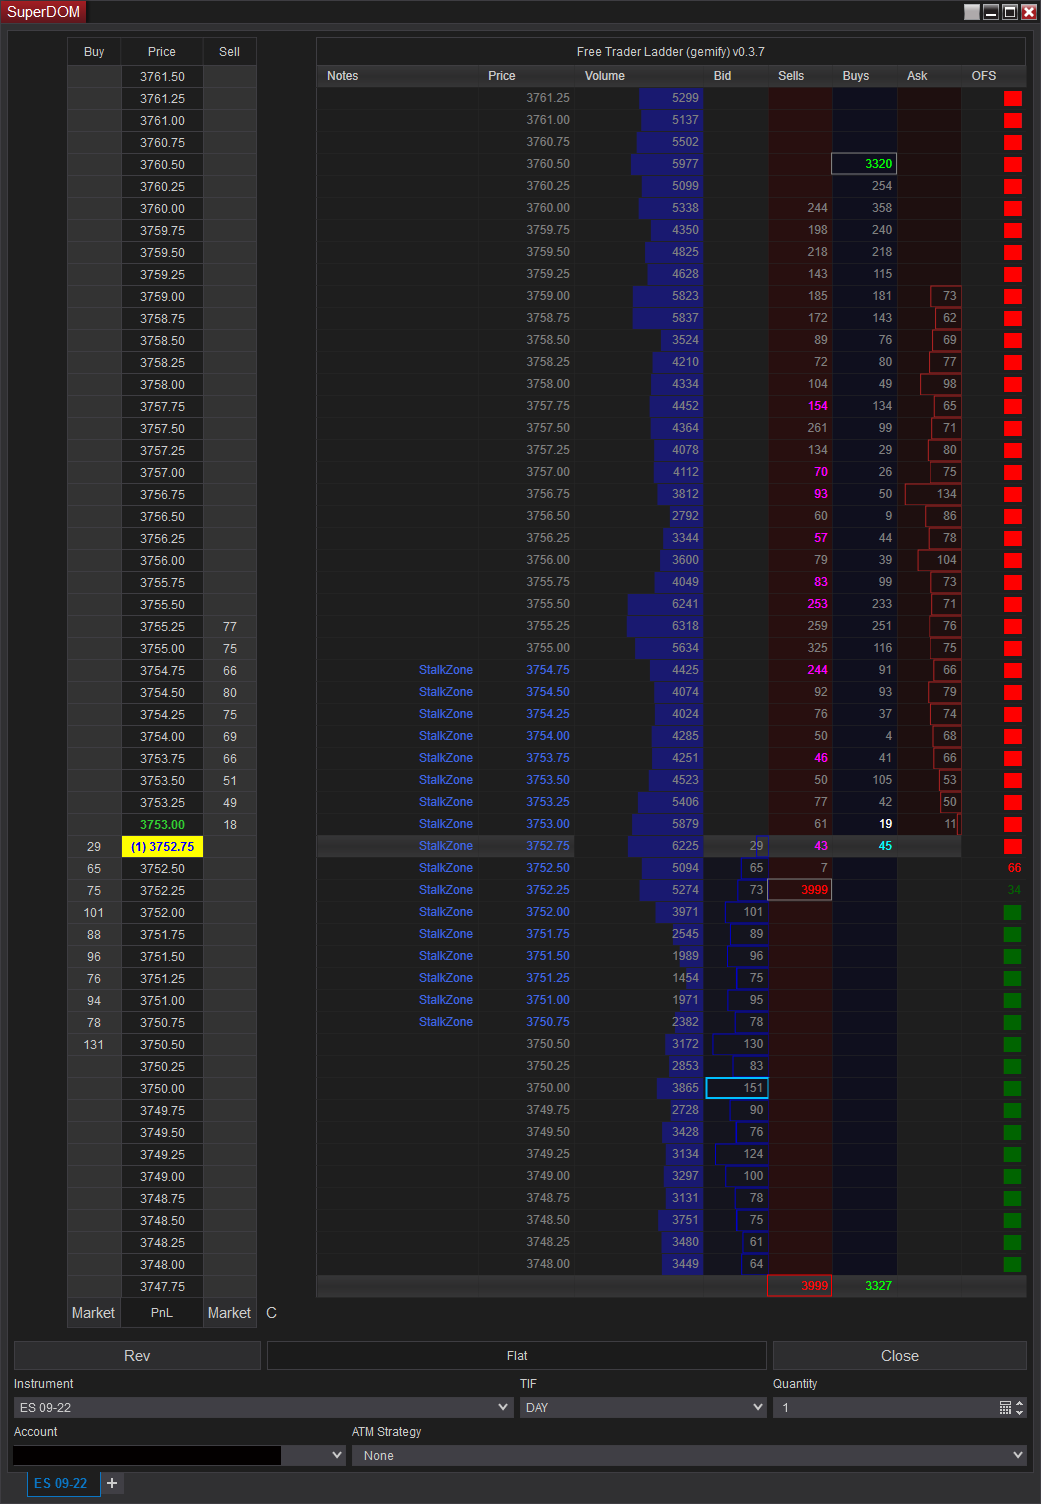 SuperDOM
Buy Price Sell Free Trader Ladder (gemify) v0.3.7
Notes Price Volume Bid Sells Buys Ask OFS
3761.50
3761.25 3761.25 5299
3761.00 3761.00 5137
3760.75 3760.75 5502
3760.50 3760.50 5977 3320
3760.25 3760.25 5099 254
3760.00 3760.00 5338 244 358
3759.75 3759.75 4350 198 240
3759.50 3759.50 4825 218 218
3759.25 3759.25 4628 143 115
3759.00 3759.00 5823 185 181 73
3758.75 3758.75 5837 172 143 62
3758.50 3758.50 3524 89 76 69
3758.25 3758.25 4210 72 80 77
3758.00 3758.00 4334 104 49 98
3757.75 3757.75 4452 154 134 65
3757.50 3757.50 4364 261 99 71
3757.25 3757.25 4078 134 29 80
3757.00 3757.00 4112 70 26 75
3756.75 3756.75 3812 93 50 134
3756.50 3756.50 2792 60 9 86
3756.25 3756.25 3344 57 44 78
3756.00 3756.00 3600 79 39 104
3755.75 3755.75 4049 83 99 73
3755.50 3755.50 6241 253 233 71
3755.25 77 3755.25 6318 259 251 76
3755.00 75 3755.00 5634 325 116 75
3754.75 66 StalkZone 3754.75 4425 244 91 66
3754.50 80 StalkZone 3754.50 4074 92 93 79
3754.25 75 StalkZone 3754.25 4024 76 37 74
3754.00 69 StalkZone 3754.00 4285 50 4 68
3753.75 66 StalkZone 3753.75 4251 46 41 66
3753.50 51 StalkZone 3753.50 4523 50 105 53
3753.25 49 StalkZone 3753.25 5406 77 42 50
3753.00 18 StalkZone 3753.00 5879 61 19 11
29 (1) 3752.75 StalkZone 3752.75 6225 29 43 45
65 3752.50 StalkZone 3752.50 5094 65 7 66
75 3752.25 StalkZone 3752.25 5274 73 3999 34
101 3752.00 StalkZone 3752.00 3971 101
88 3751.75 StalkZone 3751.75 2545 89
96 3751.50 StalkZone 3751.50 1989 96
76 3751.25 StalkZone 3751.25 1454 75
94 3751.00 StalkZone 3751.00 1971 95
78 3750.75 StalkZone 3750.75 2382 78
131 3750.50 3750.50 3172 130
3750.25 3750.25 2853 83
3750.00 3750.00 3865 151
3749.75 3749.75 2728 90
3749.50 3749.50 3428 76
3749.25 3749.25 3134 124
3749.00 3749.00 3297 100
3748.75 3748.75 3131 78
3748.50 3748.50 3751 75
3748.25 3748.25 3480 61
3748.00 3748.00 3449 64
3747.75 3999 3327
Market PnL Market C
Rev Flat Close
Instrument TIF Quantity
ES 09-22 DAY 1
Account ATM Strategy
None
ES 09-22 +